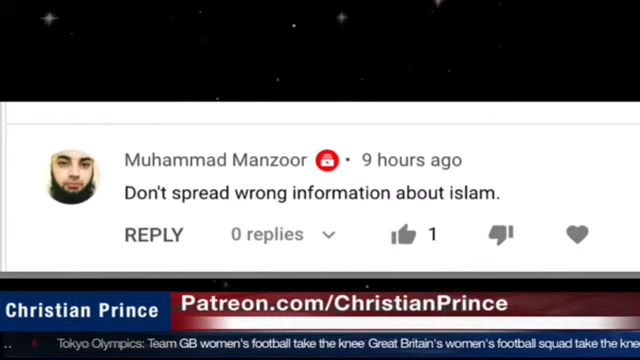 Muhammad Manzoor · 9 hours ago
Don't spread wrong information about islam.
REPLY 0 replies 1
Christian Prince
Patreon.com/ChristianPrince
.. Tokyo Olympics: Team GB women's football take the knee Great Britain's women's football squad take the kne